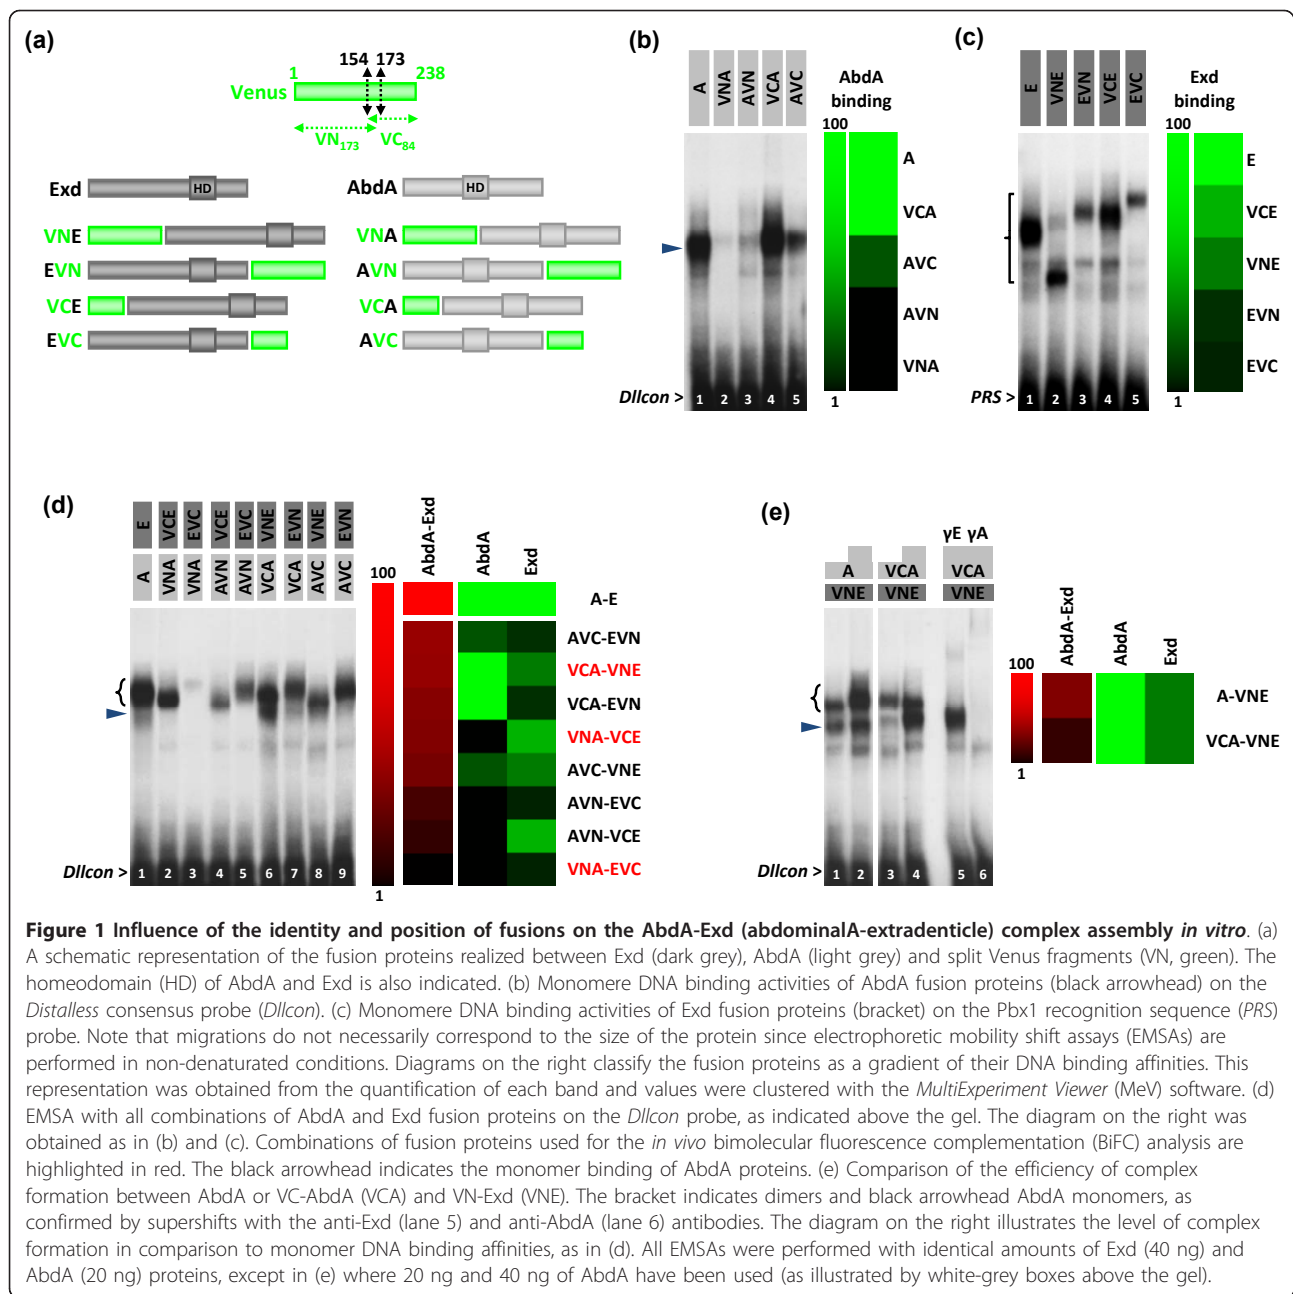 (a)
154 173
1 238
Venus
VN173 VC84
Exd HD
VNE
EVN
VCE
EVC
AbdA HD
VNA
AVN
VCA
AVC
(b)
A VNA AVN VCA AVC
AbdA
binding
100
A
VCA
AVC
AVN
VNA
1
Dllcon > 1 2 3 4 5
(c)
E VNE EVN VCE EVC
Exd
binding
100
E
VCE
VNE
EVN
EVC
1
PRS > 1 2 3 4 5
(d)
E VCE EVC VCE EVC VNE EVN VNE EVN
A VNA VNA AVN AVN VCA VCA AVC AVC
AbdA-Exd AbdA Exd
100
A-E
AVC-EVN
VCA-VNE
VCA-EVN
VNA-VCE
AVC-VNE
AVN-EVC
AVN-VCE
VNA-EVC
1
Dllcon > 1 2 3 4 5 6 7 8 9
(e)
γE γA
A VCA VCA
VNE VNE VNE
AbdA-Exd AbdA Exd
100
A-VNE
VCA-VNE
1
Dllcon > 1 2 3 4 5 6
Figure 1 Influence of the identity and position of fusions on the AbdA-Exd (abdominalA-extradenticle) complex assembly in vitro. (a)
A schematic representation of the fusion proteins realized between Exd (dark grey), AbdA (light grey) and split Venus fragments (VN, green). The
homeodomain (HD) of AbdA and Exd is also indicated. (b) Monomere DNA binding activities of AbdA fusion proteins (black arrowhead) on the
Distalless consensus probe (Dllcon). (c) Monomere DNA binding activities of Exd fusion proteins (bracket) on the Pbx1 recognition sequence (PRS)
probe. Note that migrations do not necessarily correspond to the size of the protein since electrophoretic mobility shift assays (EMSAs) are
performed in non-denaturated conditions. Diagrams on the right classify the fusion proteins as a gradient of their DNA binding affinities. This
representation was obtained from the quantification of each band and values were clustered with the MultiExperiment Viewer (MeV) software. (d)
EMSA with all combinations of AbdA and Exd fusion proteins on the Dllcon probe, as indicated above the gel. The diagram on the right was
obtained as in (b) and (c). Combinations of fusion proteins used for the in vivo bimolecular fluorescence complementation (BiFC) analysis are
highlighted in red. The black arrowhead indicates the monomer binding of AbdA proteins. (e) Comparison of the efficiency of complex
formation between AbdA or VC-AbdA (VCA) and VN-Exd (VNE). The bracket indicates dimers and black arrowhead AbdA monomers, as
confirmed by supershifts with the anti-Exd (lane 5) and anti-AbdA (lane 6) antibodies. The diagram on the right illustrates the level of complex
formation in comparison to monomer DNA binding affinities, as in (d). All EMSAs were performed with identical amounts of Exd (40 ng) and
AbdA (20 ng) proteins, except in (e) where 20 ng and 40 ng of AbdA have been used (as illustrated by white-grey boxes above the gel).